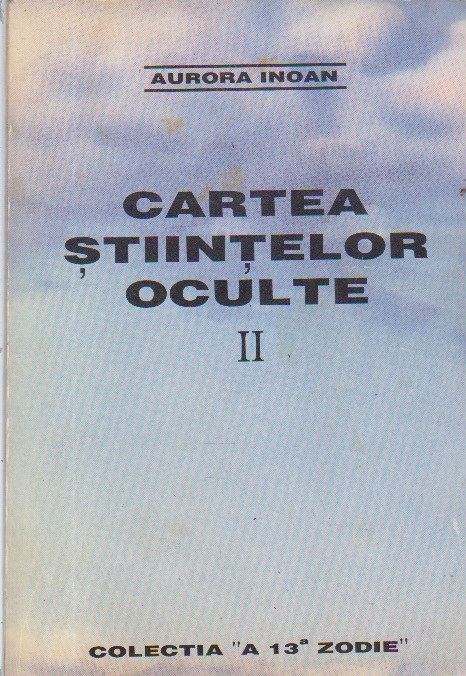 AURORA INOAN
CARTEA
ȘTIINȚELOR
OCULTE
II
COLECTIA "A 13ª ZODIE"